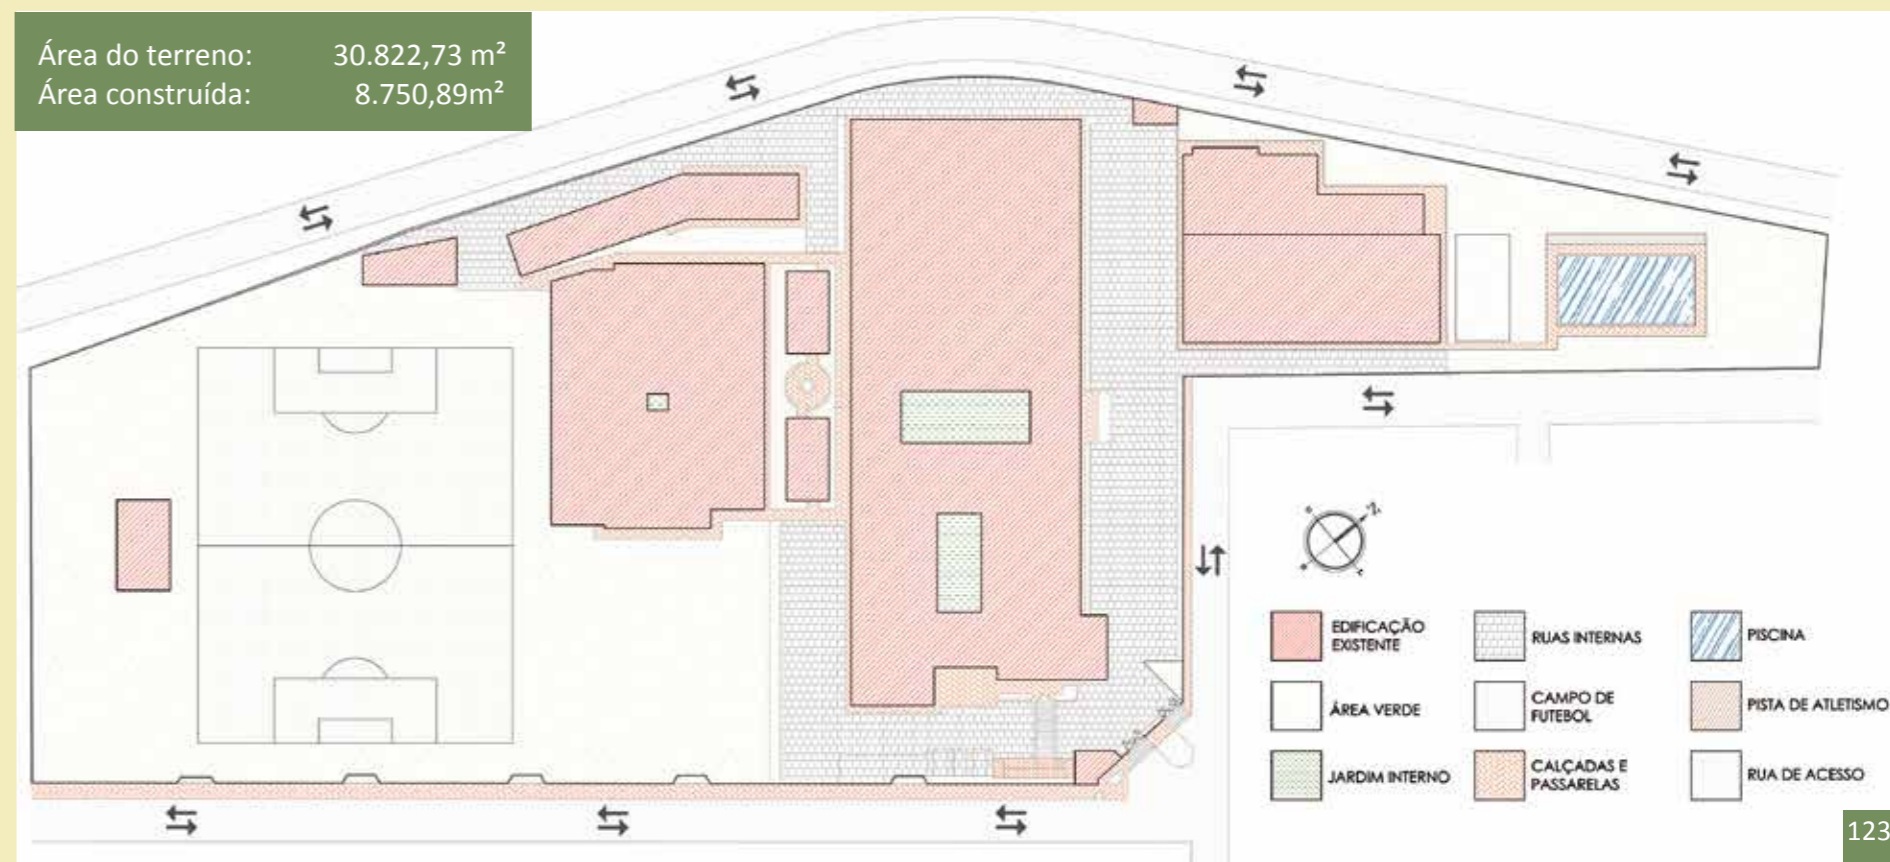 Área do terreno: 30.822,73 m²
Área construída: 8.750,89m²
N
EDIFICAÇÃO
EXISTENTE
RUAS INTERNAS
PISCINA
ÁREA VERDE
CAMPO DE
FUTEBOL
PISTA DE ATLETISMO
JARDIM INTERNO
CALÇADAS E
PASSARELAS
RUA DE ACESSO
123